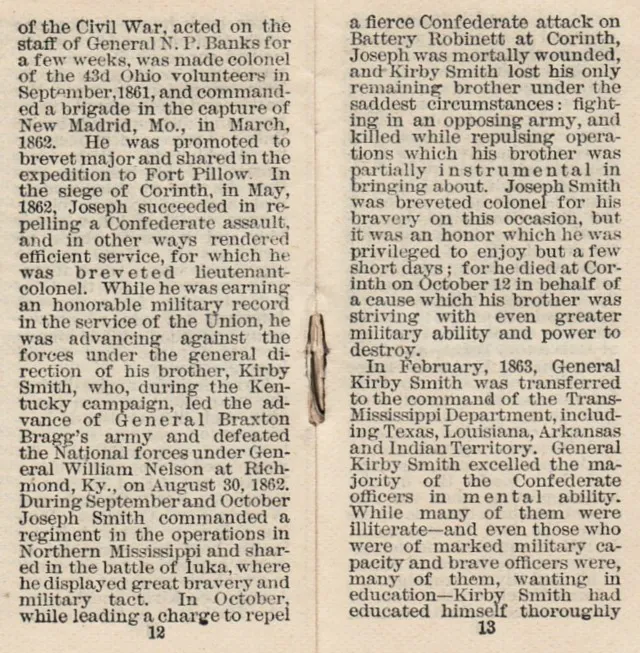 of the Civil War, acted on the
staff of General N. P. Banks for
a few weeks, was made colonel
of the 43d Ohio volunteers in
September, 1861, and command-
ed a brigade in the capture of
New Madrid, Mo., in March,
1862. He was promoted to
brevet major and shared in the
expedition to Fort Pillow. In
the siege of Corinth, in May,
1862, Joseph succeeded in re-
pelling a Confederate assault,
and in other ways rendered
efficient service, for which he
was breveted lieutenant-
colonel. While he was earning
an honorable military record
in the service of the Union, he
was advancing against the
forces under the general di-
rection of his brother, Kirby
Smith, who, during the Ken-
tucky campaign, led the ad-
vance of General Braxton
Bragg's army and defeated
the National forces under Gen-
eral William Nelson at Rich-
mond, Ky., on August 30, 1862.
During September and October
Joseph Smith commanded a
regiment in the operations in
Northern Mississippi and shar-
ed in the battle of Iuka, where
he displayed great bravery and
military tact. In October,
while leading a charge to repel
12
a fierce Confederate attack on
Battery Robinett at Corinth,
Joseph was mortally wounded,
and Kirby Smith lost his only
remaining brother under the
saddest circumstances: fight-
ing in an opposing army, and
killed while repulsing opera-
tions which his brother was
partially instrumental in
bringing about. Joseph Smith
was breveted colonel for his
bravery on this occasion, but
it was an honor which he was
privileged to enjoy but a few
short days; for he died at Cor-
inth on October 12 in behalf of
a cause which his brother was
striving with even greater
military ability and power to
destroy.
In February, 1863, General
Kirby Smith was transferred
to the command of the Trans-
Mississippi Department, includ-
ing Texas, Louisiana, Arkansas
and Indian Territory. General
Kirby Smith excelled the ma-
jority of the Confederate
officers in mental ability.
While many of them were
illiterate—and even those who
were of marked military ca-
pacity and brave officers were,
many of them, wanting in
education—Kirby Smith had
educated himself thoroughly
13